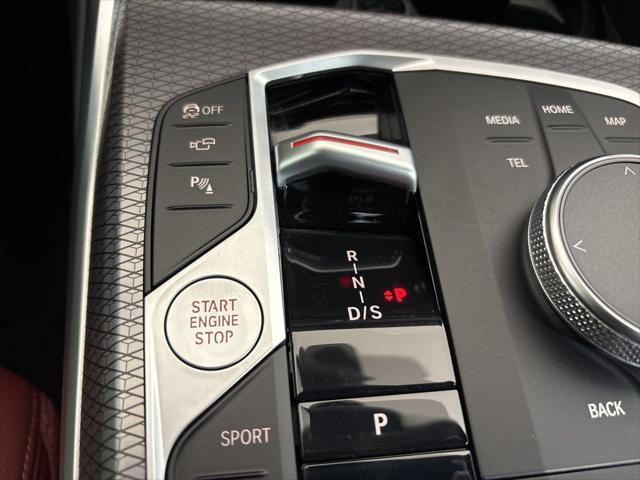 OFF
P
START
ENGINE
STOP
SPORT
R
N
P
D/S
P
MEDIA
HOME
MAP
TEL
BACK